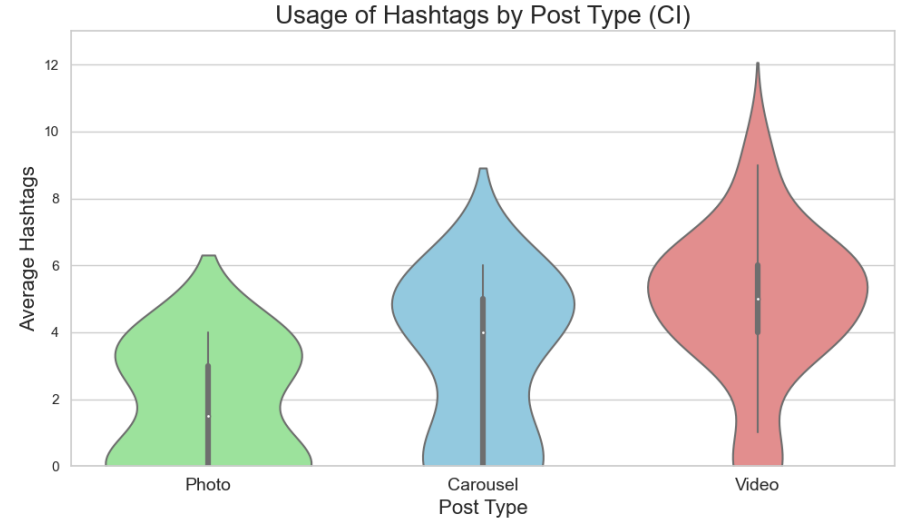 Usage of Hashtags by Post Type (CI)
12
10
8
6
4
2
0
Average Hashtags
Photo
Carousel
Video
Post Type